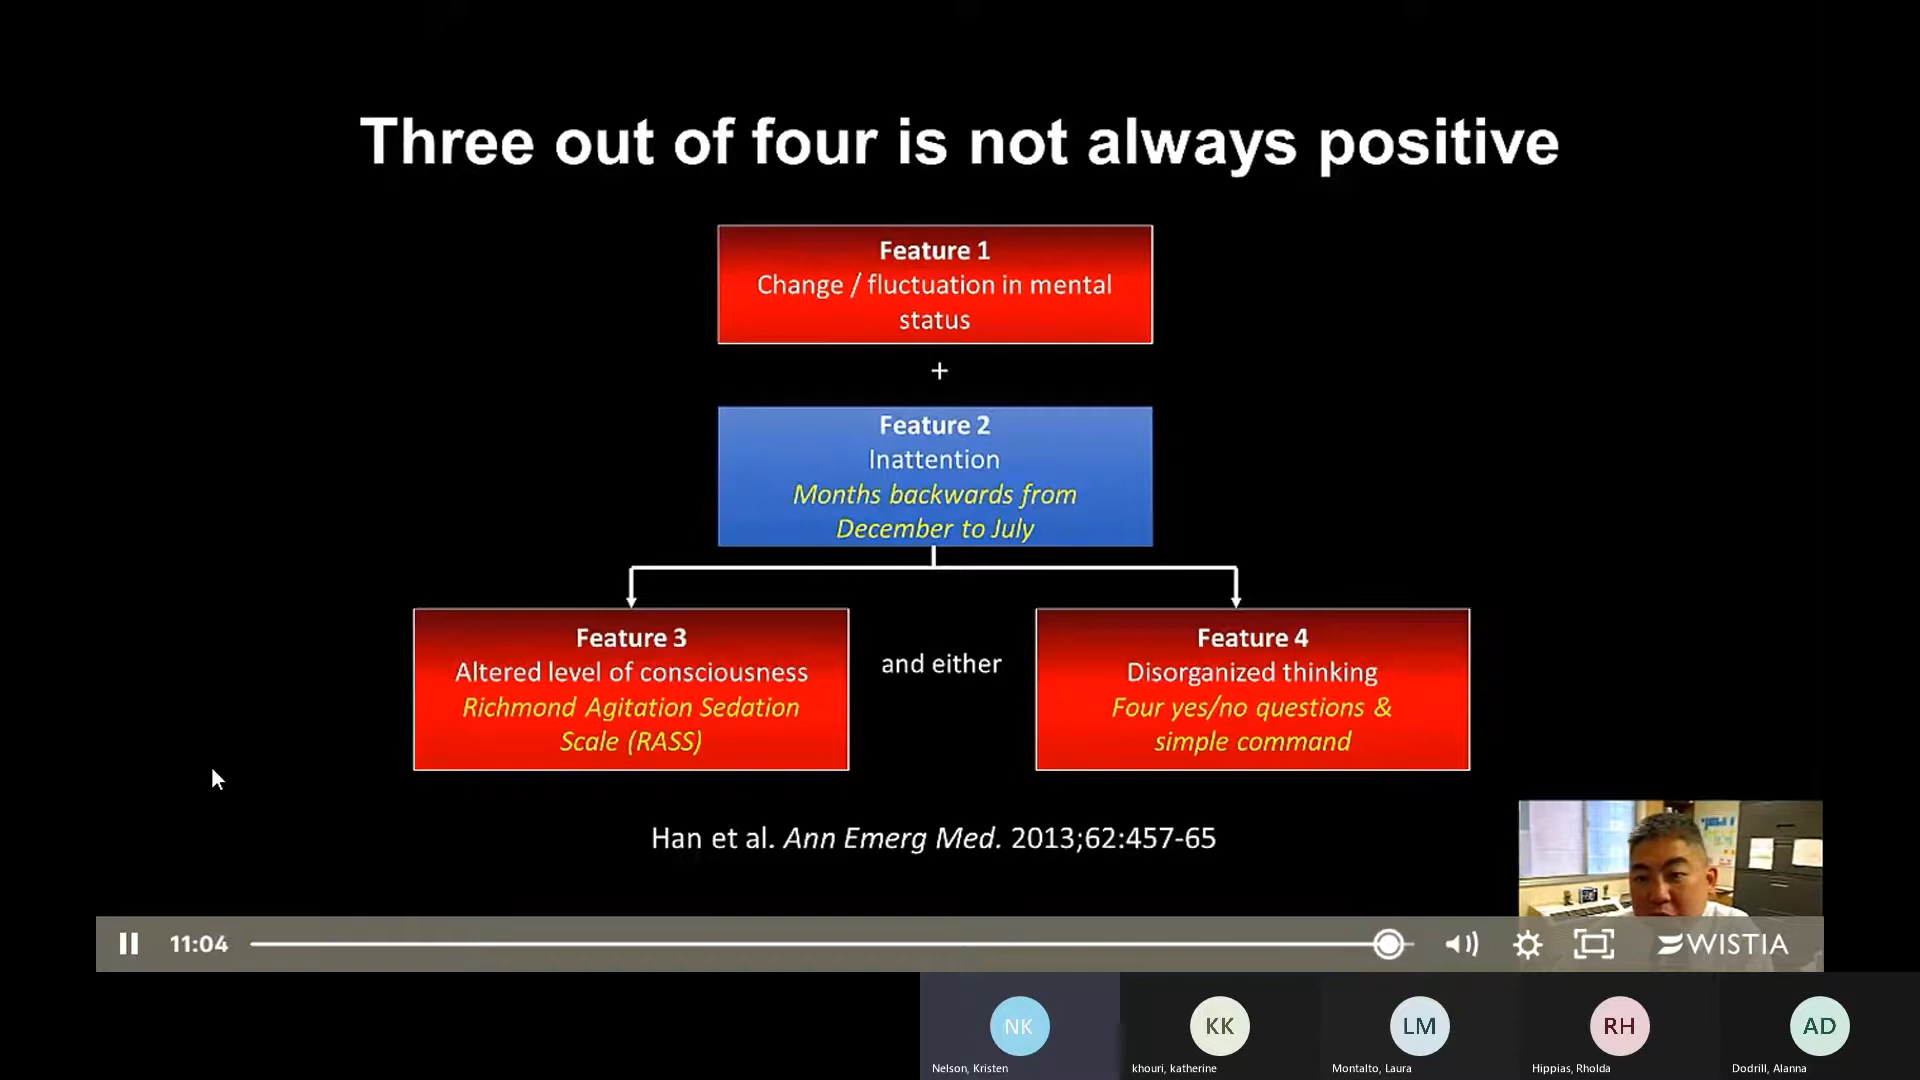 Three out of four is not always positive
Feature 1
Change / fluctuation in mental
status
+
Feature 2
Inattention
Months backwards from
December to July
Feature 3
Altered level of consciousness
Richmond Agitation Sedation
Scale (RASS)
and either
Feature 4
Disorganized thinking
Four yes/no questions &
simple command
Han et al. Ann Emerg Med. 2013;62:457-65
11:04
WISTIA
NK
KK
LM
RH
AD
Nelson, Kristen
khouri, katherine
Montalto, Laura
Hippias, Rholda
Dodrill, Alanna